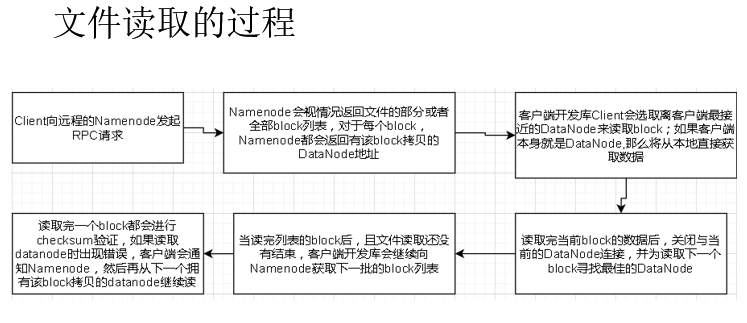 文件读取的过程
Client向远程的Namenode发起
RPC请求
Namenode会视情况返回文件的部分或者
全部block列表，对于每个block，
Namenode都会返回有该block拷贝的
DataNode地址
客户端开发库Client会选取离客户端最接
近的DataNode来读取block；如果客户端
本身就是DataNode,那么将从本地直接获
取数据
读取完当前block的数据后，关闭与当
前的DataNode连接，并为读取下一个
block寻找最佳的DataNode
当读完列表的block后，且文件读取还没
有结束，客户端开发库会继续向
Namenode获取下一批的block列表
读取完一个block都会进行
checksum验证，如果读取
datanode时出现错误，客户端会通
知Namenode，然后再从下一个拥
有该block拷贝的datanode继续读